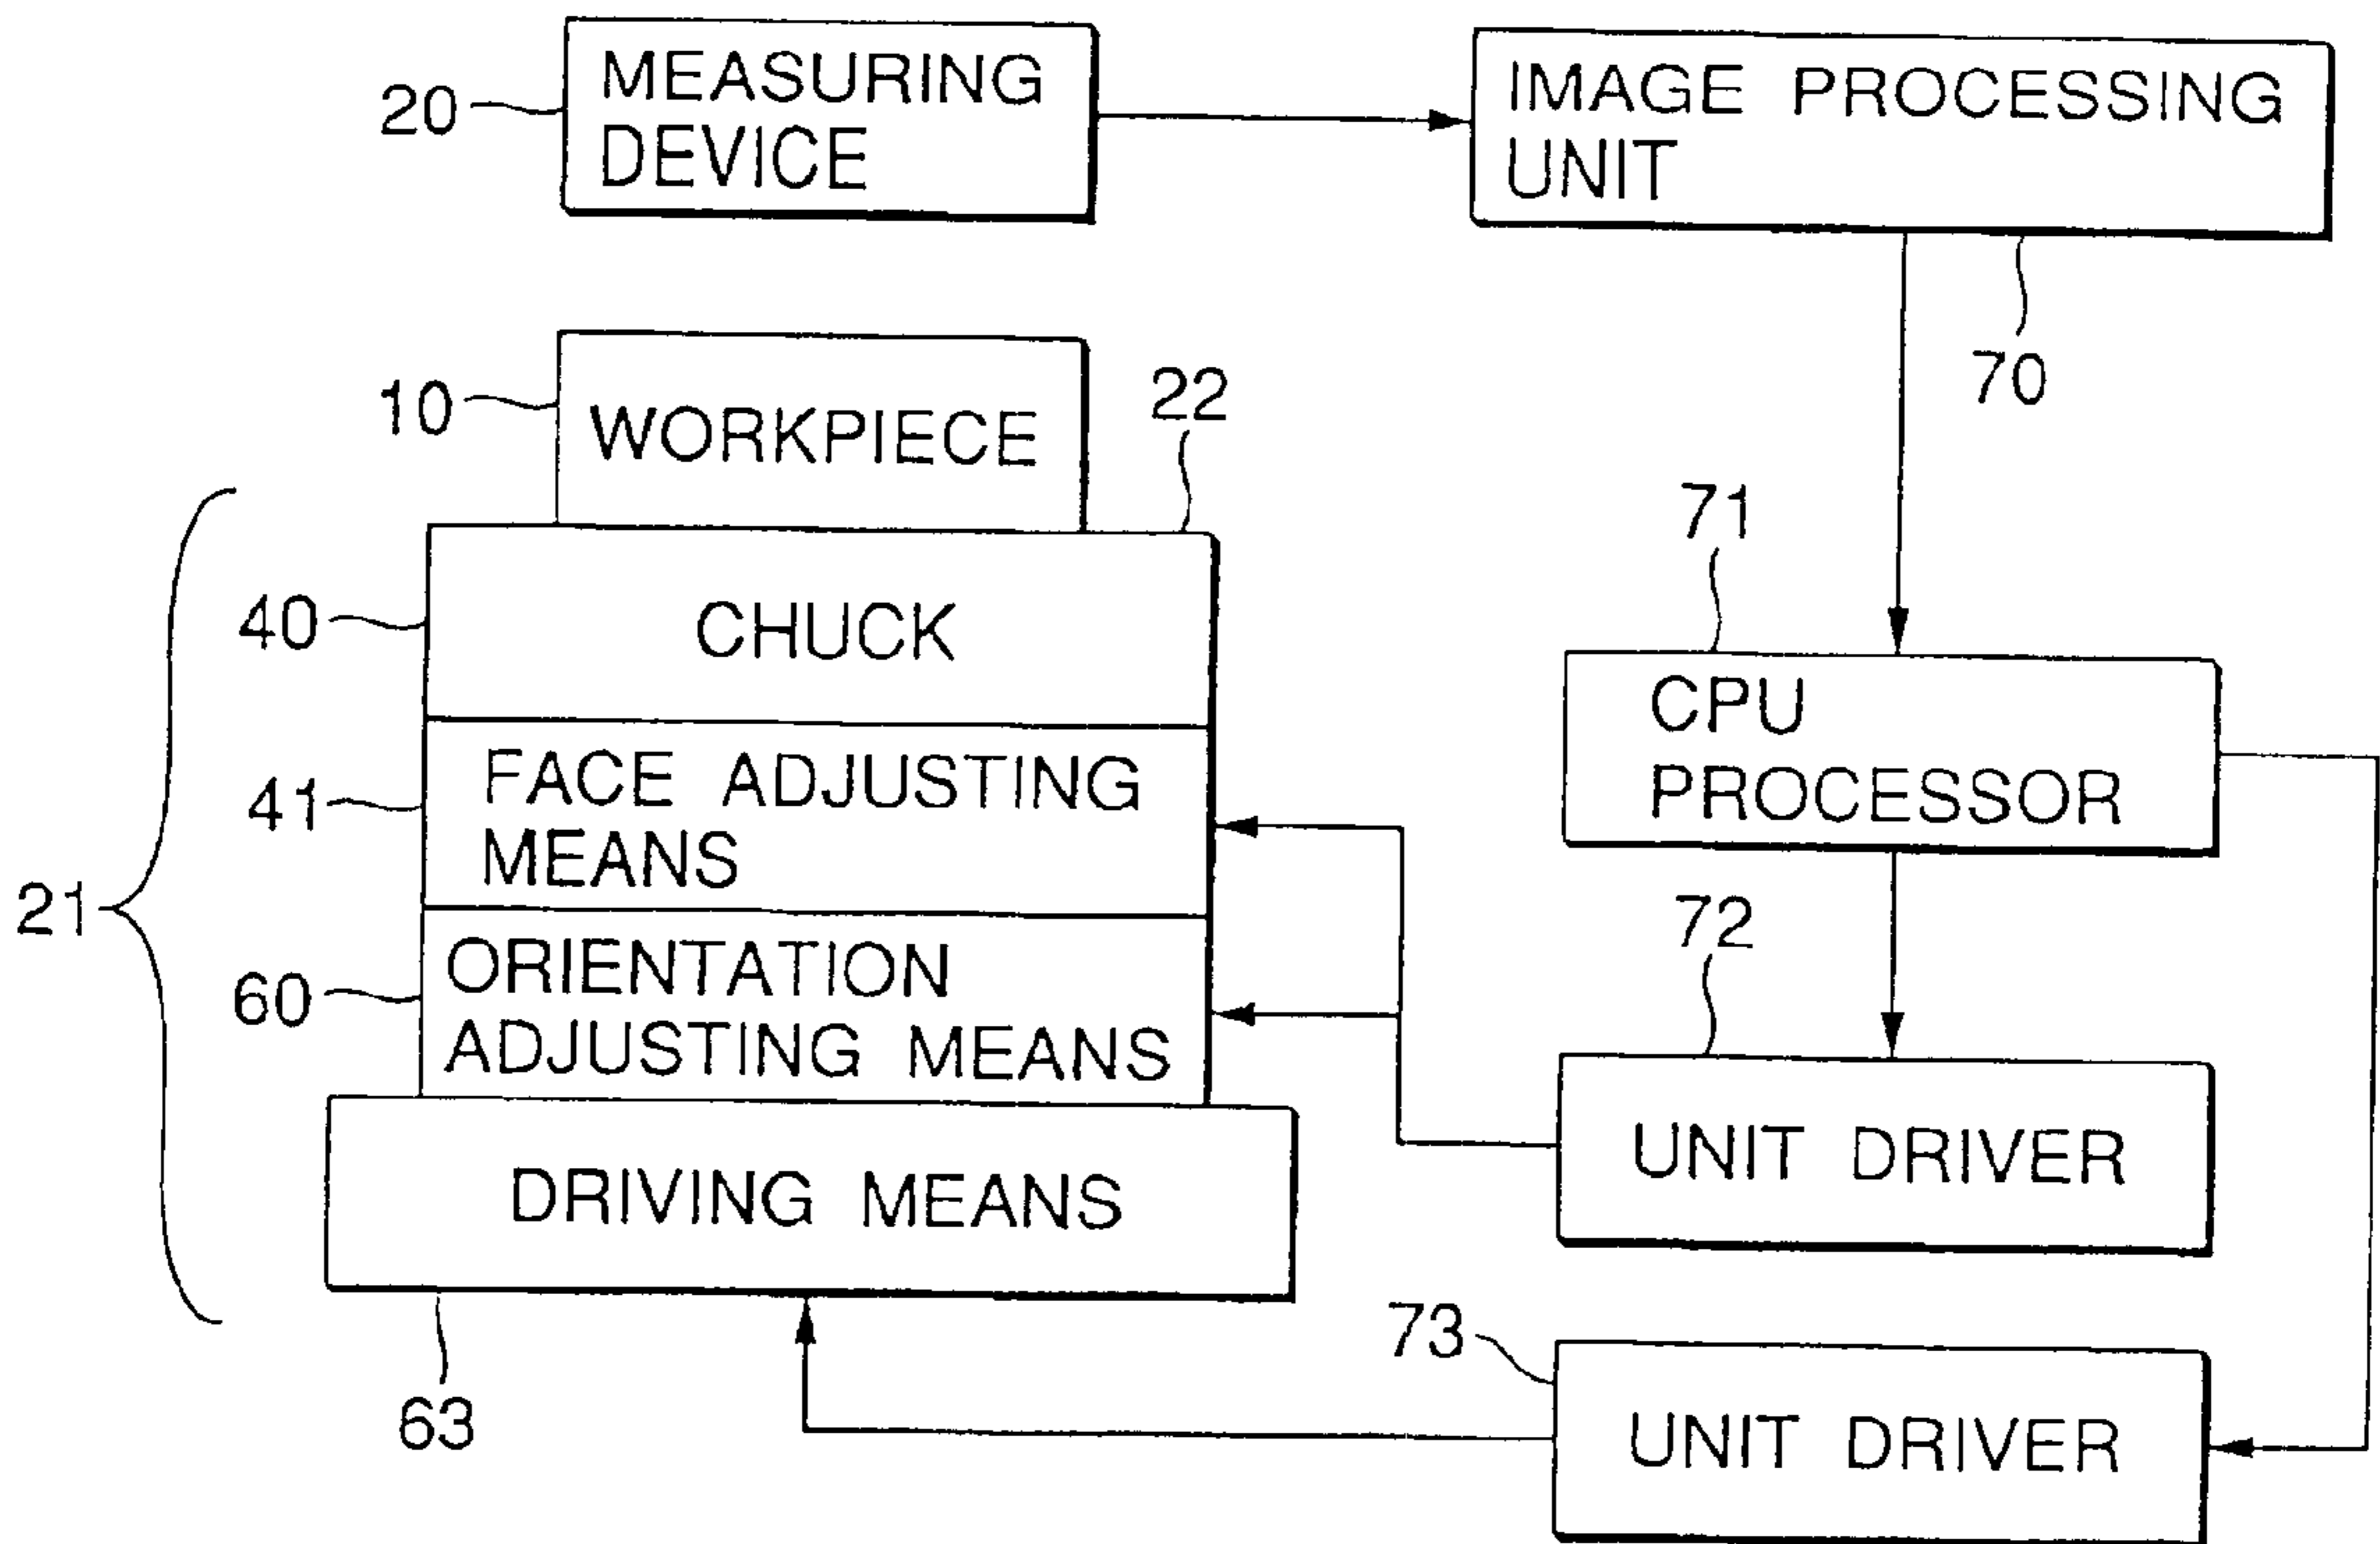 20
MEASURING
DEVICE
IMAGE PROCESSING
UNIT
70
10
WORKPIECE
22
21
40
CHUCK
71
CPU
PROCESSOR
41
FACE ADJUSTING
MEANS
60
ORIENTATION
ADJUSTING MEANS
72
UNIT DRIVER
DRIVING MEANS
63
73
UNIT DRIVER